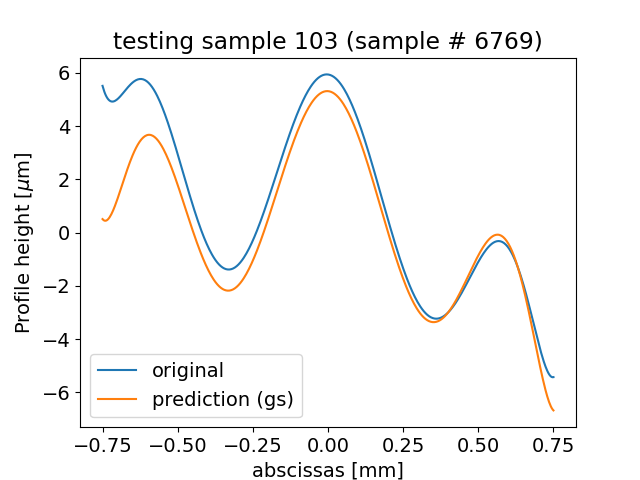 testing sample 103 (sample # 6769)
Profile height [μm]
6
4
2
0
−2
−4
−6
original
prediction (gs)
−0.75 −0.50 −0.25 0.00 0.25 0.50 0.75
abscissas [mm]